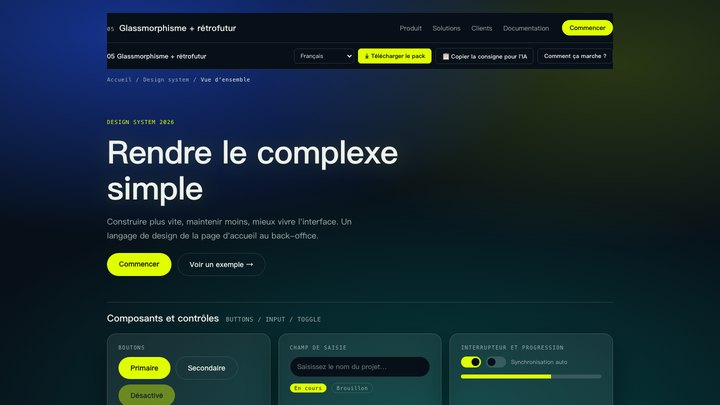 05 Glassmorphisme + rétrofutur
Produit Solutions Clients Documentation Commencer
05 Glassmorphisme + rétrofutur
Français Télécharger le pack Copier la consigne pour l'IA Comment ça marche ?
Accueil / Design system / Vue d'ensemble
DESIGN SYSTEM 2026
Rendre le complexe
simple
Construire plus vite, maintenir moins, mieux vivre l'interface. Un
langage de design de la page d'accueil au back-office.
Commencer Voir un exemple →
Composants et contrôles BUTTONS / INPUT / TOGGLE
BOUTONS
Primaire Secondaire
Désactivé
CHAMP DE SAISIE
Saisissez le nom du projet…
En cours Brouillon
INTERRUPTEUR ET PROGRESSION
Synchronisation auto